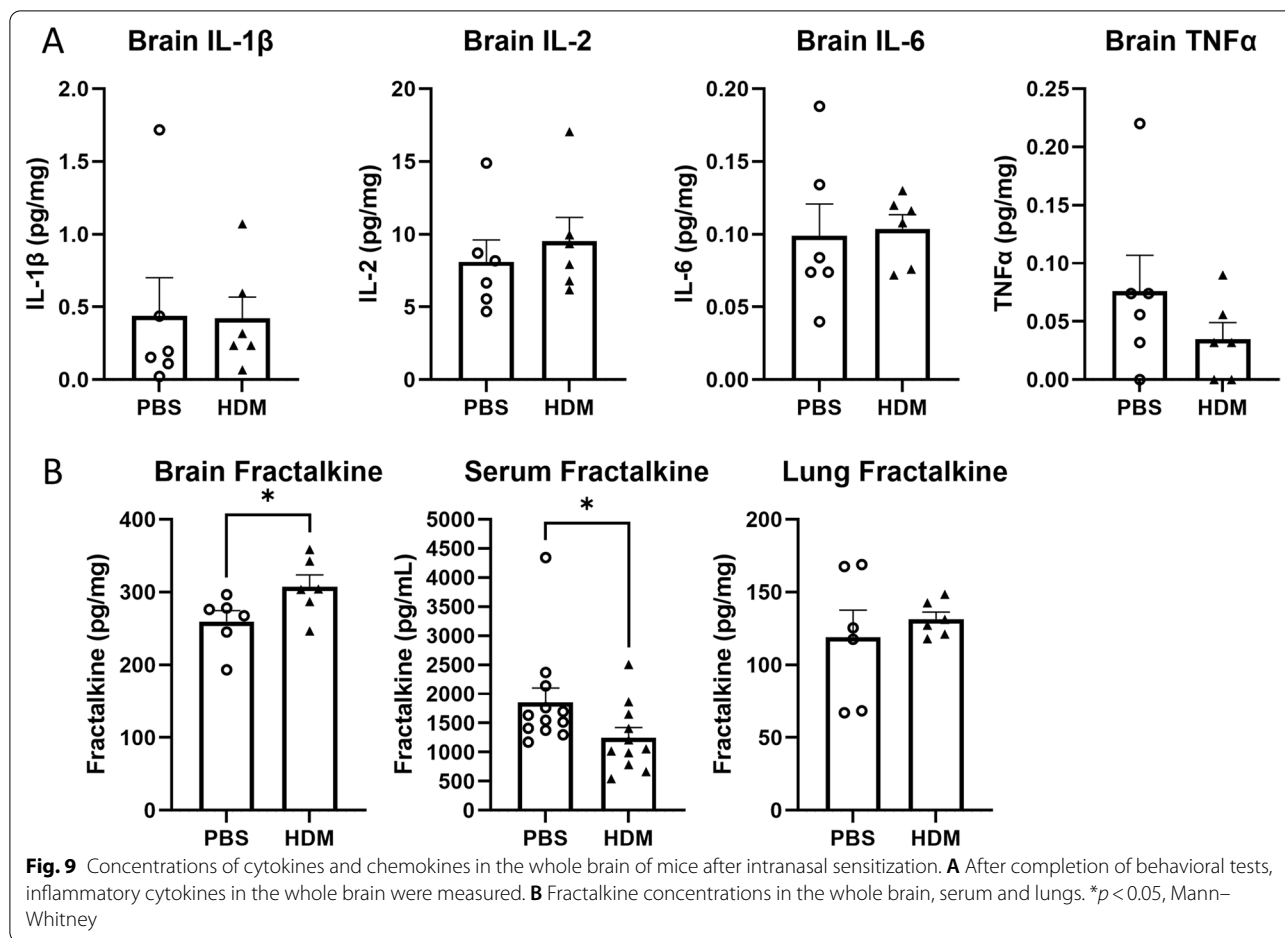 A
Brain IL-1β
Brain IL-2
Brain IL-6
Brain TNFα
IL-1β (pg/mg)
2.0
1.5
1.0
0.5
0.0
PBS HDM
IL-2 (pg/mg)
20
15
10
5
0
PBS HDM
IL-6 (pg/mg)
0.20
0.15
0.10
0.05
0.00
PBS HDM
TNFα (pg/mg)
0.25
0.20
0.15
0.10
0.05
0.00
PBS HDM
B
Brain Fractalkine
Serum Fractalkine
Lung Fractalkine
Fractalkine (pg/mg)
400
300
200
100
0
*
PBS HDM
Fractalkine (pg/mL)
5000
4500
4000
3500
3000
2500
2000
1500
1000
500
0
*
PBS HDM
Fractalkine (pg/mg)
200
150
100
50
0
PBS HDM
Fig. 9 Concentrations of cytokines and chemokines in the whole brain of mice after intranasal sensitization. A After completion of behavioral tests,
inflammatory cytokines in the whole brain were measured. B Fractalkine concentrations in the whole brain, serum and lungs. *p < 0.05, Mann–
Whitney